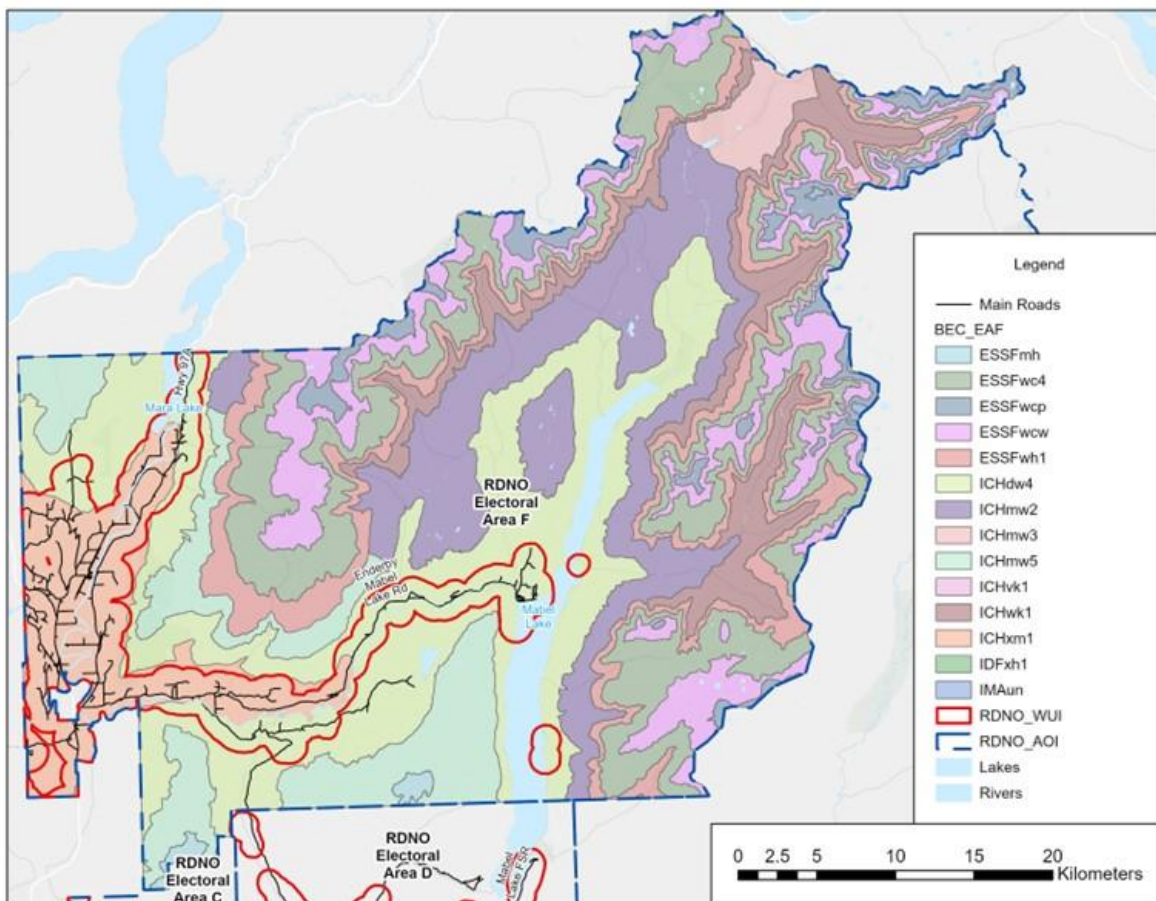 Hwy 97A
Mara Lake
RDNO
Electoral
Area F
Enderby
Mabel
Lake Rd
Mabel
Lake
RDNO
Electoral
Area D
RDNO
Electoral
Area C
Mabel
Lake FSR
Legend
Main Roads
BEC_EAF
ESSFmh
ESSFwc4
ESSFwcp
ESSFwcw
ESSFwh1
ICHdw4
ICHmw2
ICHmw3
ICHmw5
ICHvk1
ICHwk1
ICHxm1
IDFxh1
IMAun
RDNO_WUI
RDNO_AOI
Lakes
Rivers
0 2.5 5 10 15 20
Kilometers